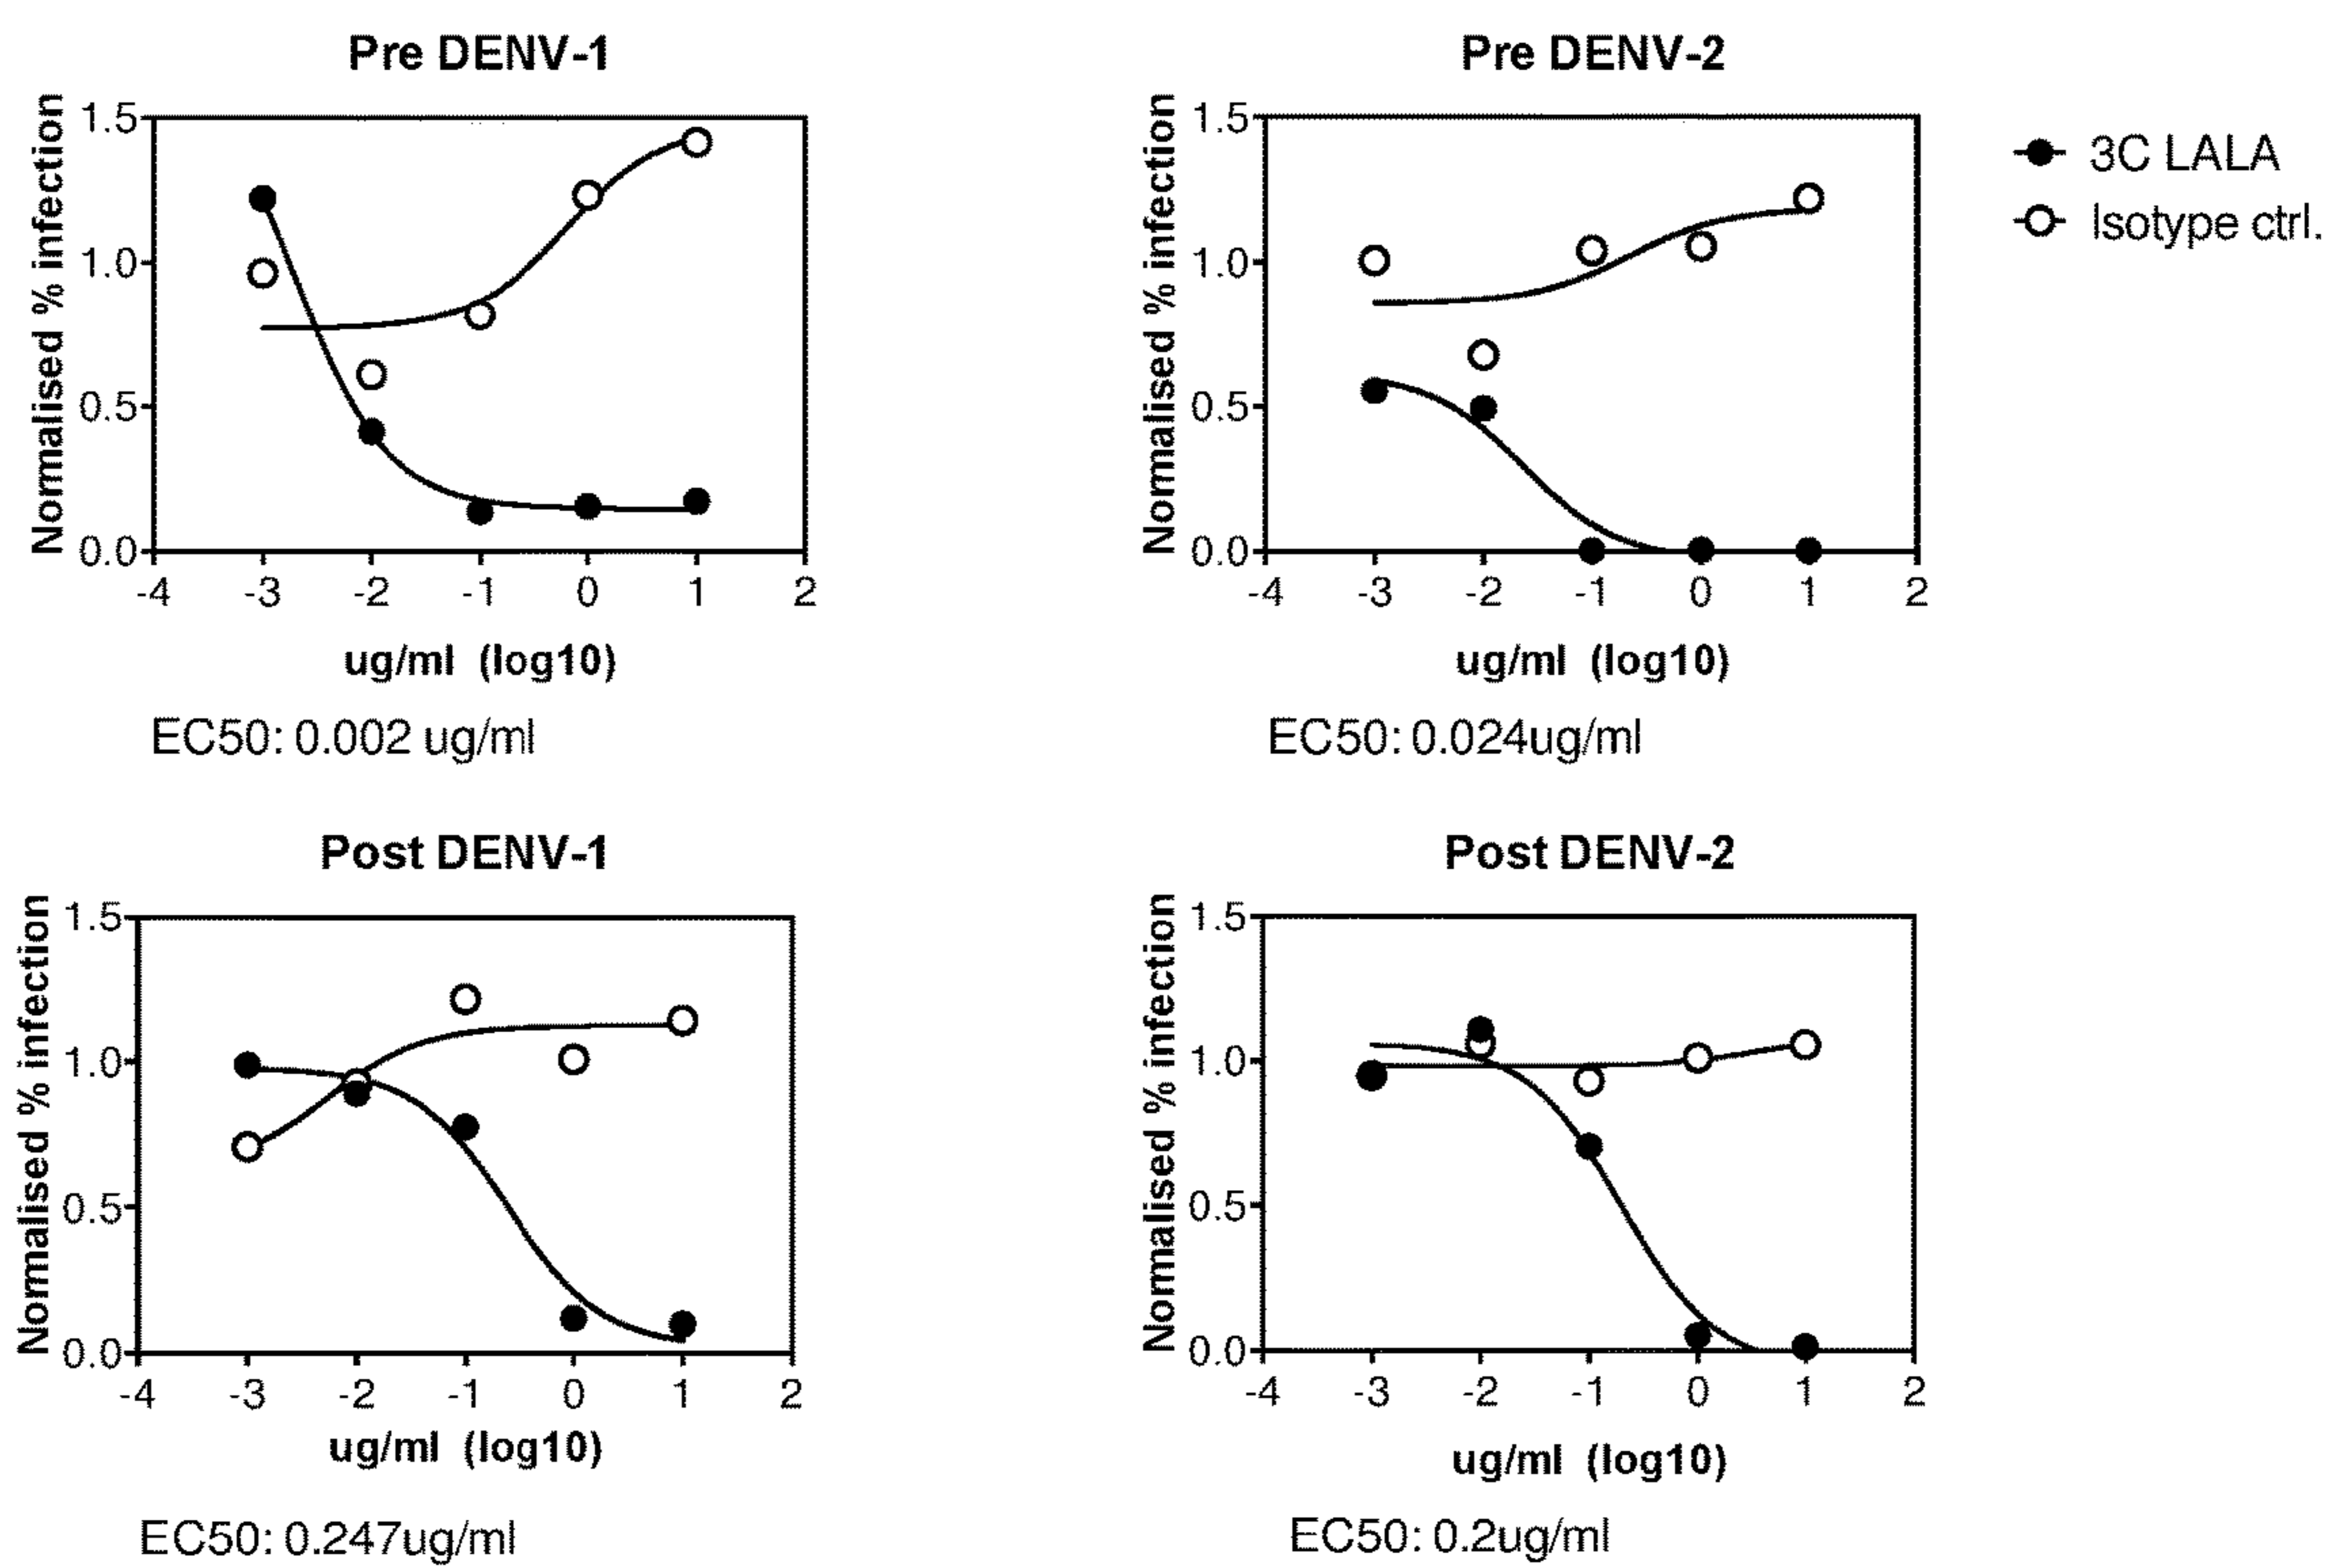 Pre DENV-1
Normalised % infection
1.5
1.0
0.5
0.0
-4 -3 -2 -1 0 1 2
ug/ml (log10)
EC50: 0.002 ug/ml
Pre DENV-2
Normalised % infection
1.5
1.0
0.5
0.0
-4 -3 -2 -1 0 1 2
ug/ml (log10)
EC50: 0.024ug/ml
3C LALA
Isotype ctrl.
Post DENV-1
Normalised % infection
1.5
1.0
0.5
0.0
-4 -3 -2 -1 0 1 2
ug/ml (log10)
EC50: 0.247ug/ml
Post DENV-2
Normalised % infection
1.5
1.0
0.5
0.0
-4 -3 -2 -1 0 1 2
ug/ml (log10)
EC50: 0.2ug/ml